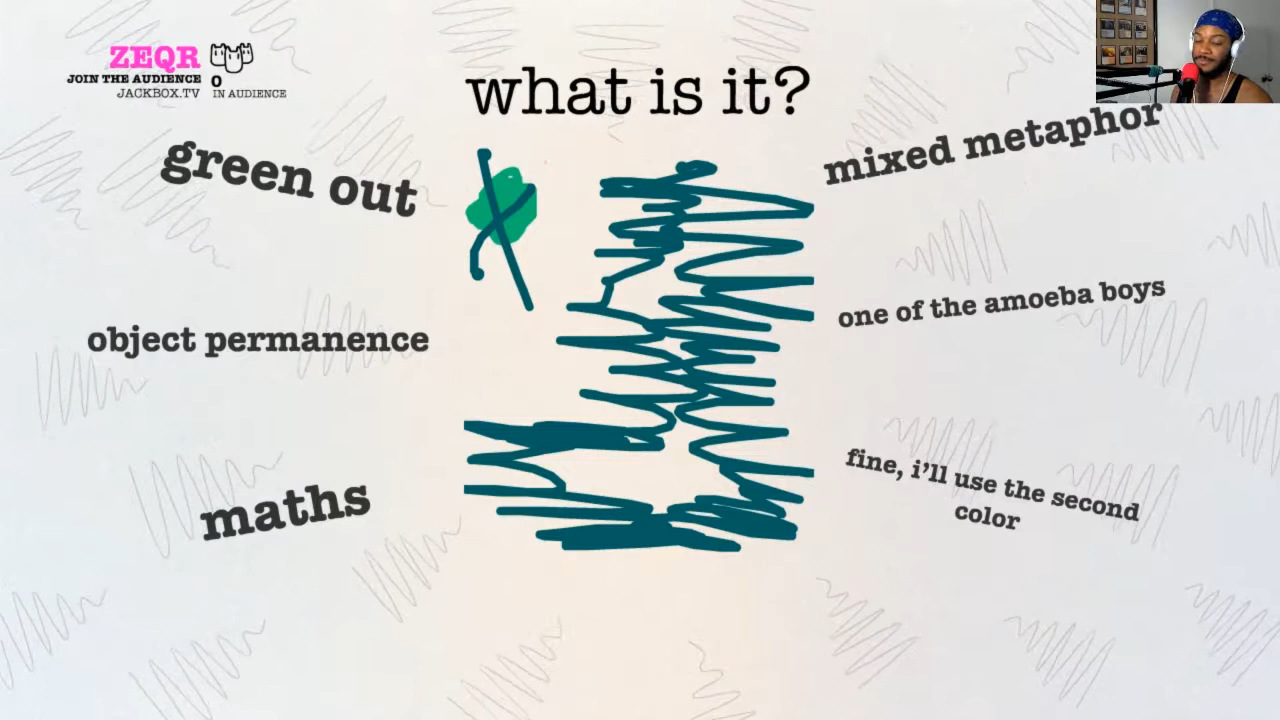 ZEQR
JOIN THE AUDIENCE
JACKBOX.TV
0
IN AUDIENCE
what is it?
green out
mixed metaphor
object permanence
one of the amoeba boys
maths
fine, i'll use the second
color